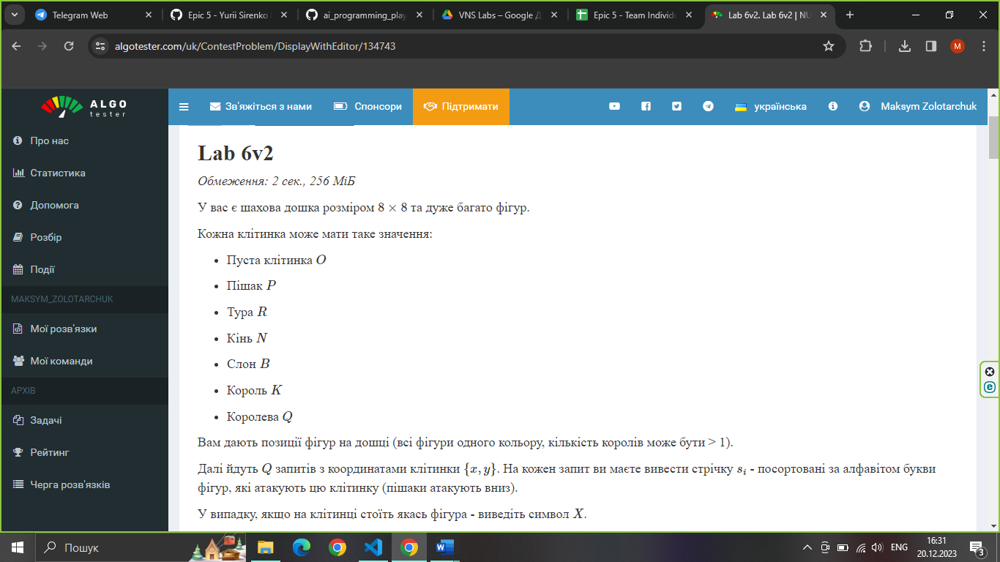 Telegram Web
Epic 5 - Yurii Sirenko
ai_programming_play
VNS Labs – Google Д
Epic 5 - Team Individu
Lab 6v2. Lab 6v2 | NU
algotester.com/uk/ContestProblem/DisplayWithEditor/134743
M
ALGO
tester
Зв'яжіться з нами
Спонсори
Підтримати
українська
Maksym Zolotarchuk
Про нас
Статистика
Допомога
Розбір
Події
MAKSYM_ZOLOTARCHUK
Мої розв'язки
Мої команди
АРХІВ
Задачі
Рейтинг
Черга розв'язків
Lab 6v2
Обмеження: 2 сек., 256 МіБ
У вас є шахова дошка розміром 8 × 8 та дуже багато фігур.
Кожна клітинка може мати таке значення:
• Пуста клітинка O
• Пішак P
• Тура R
• Кінь N
• Слон B
• Король K
• Королева Q
Вам дають позиції фігур на дошці (всі фігури одного кольору, кількість королів може бути > 1).
Далі йдуть Q запитів з координатами клітинки {x, y}. На кожен запит ви маєте вивести стрічку s_i - посортовані за алфавітом букви
фігур, які атакують цю клітинку (пішаки атакують вниз).
У випадку, якщо на клітинці стоїть якась фігура - виведіть символ X.
e
Пошук
W
ENG
16:31
20.12.2023
3